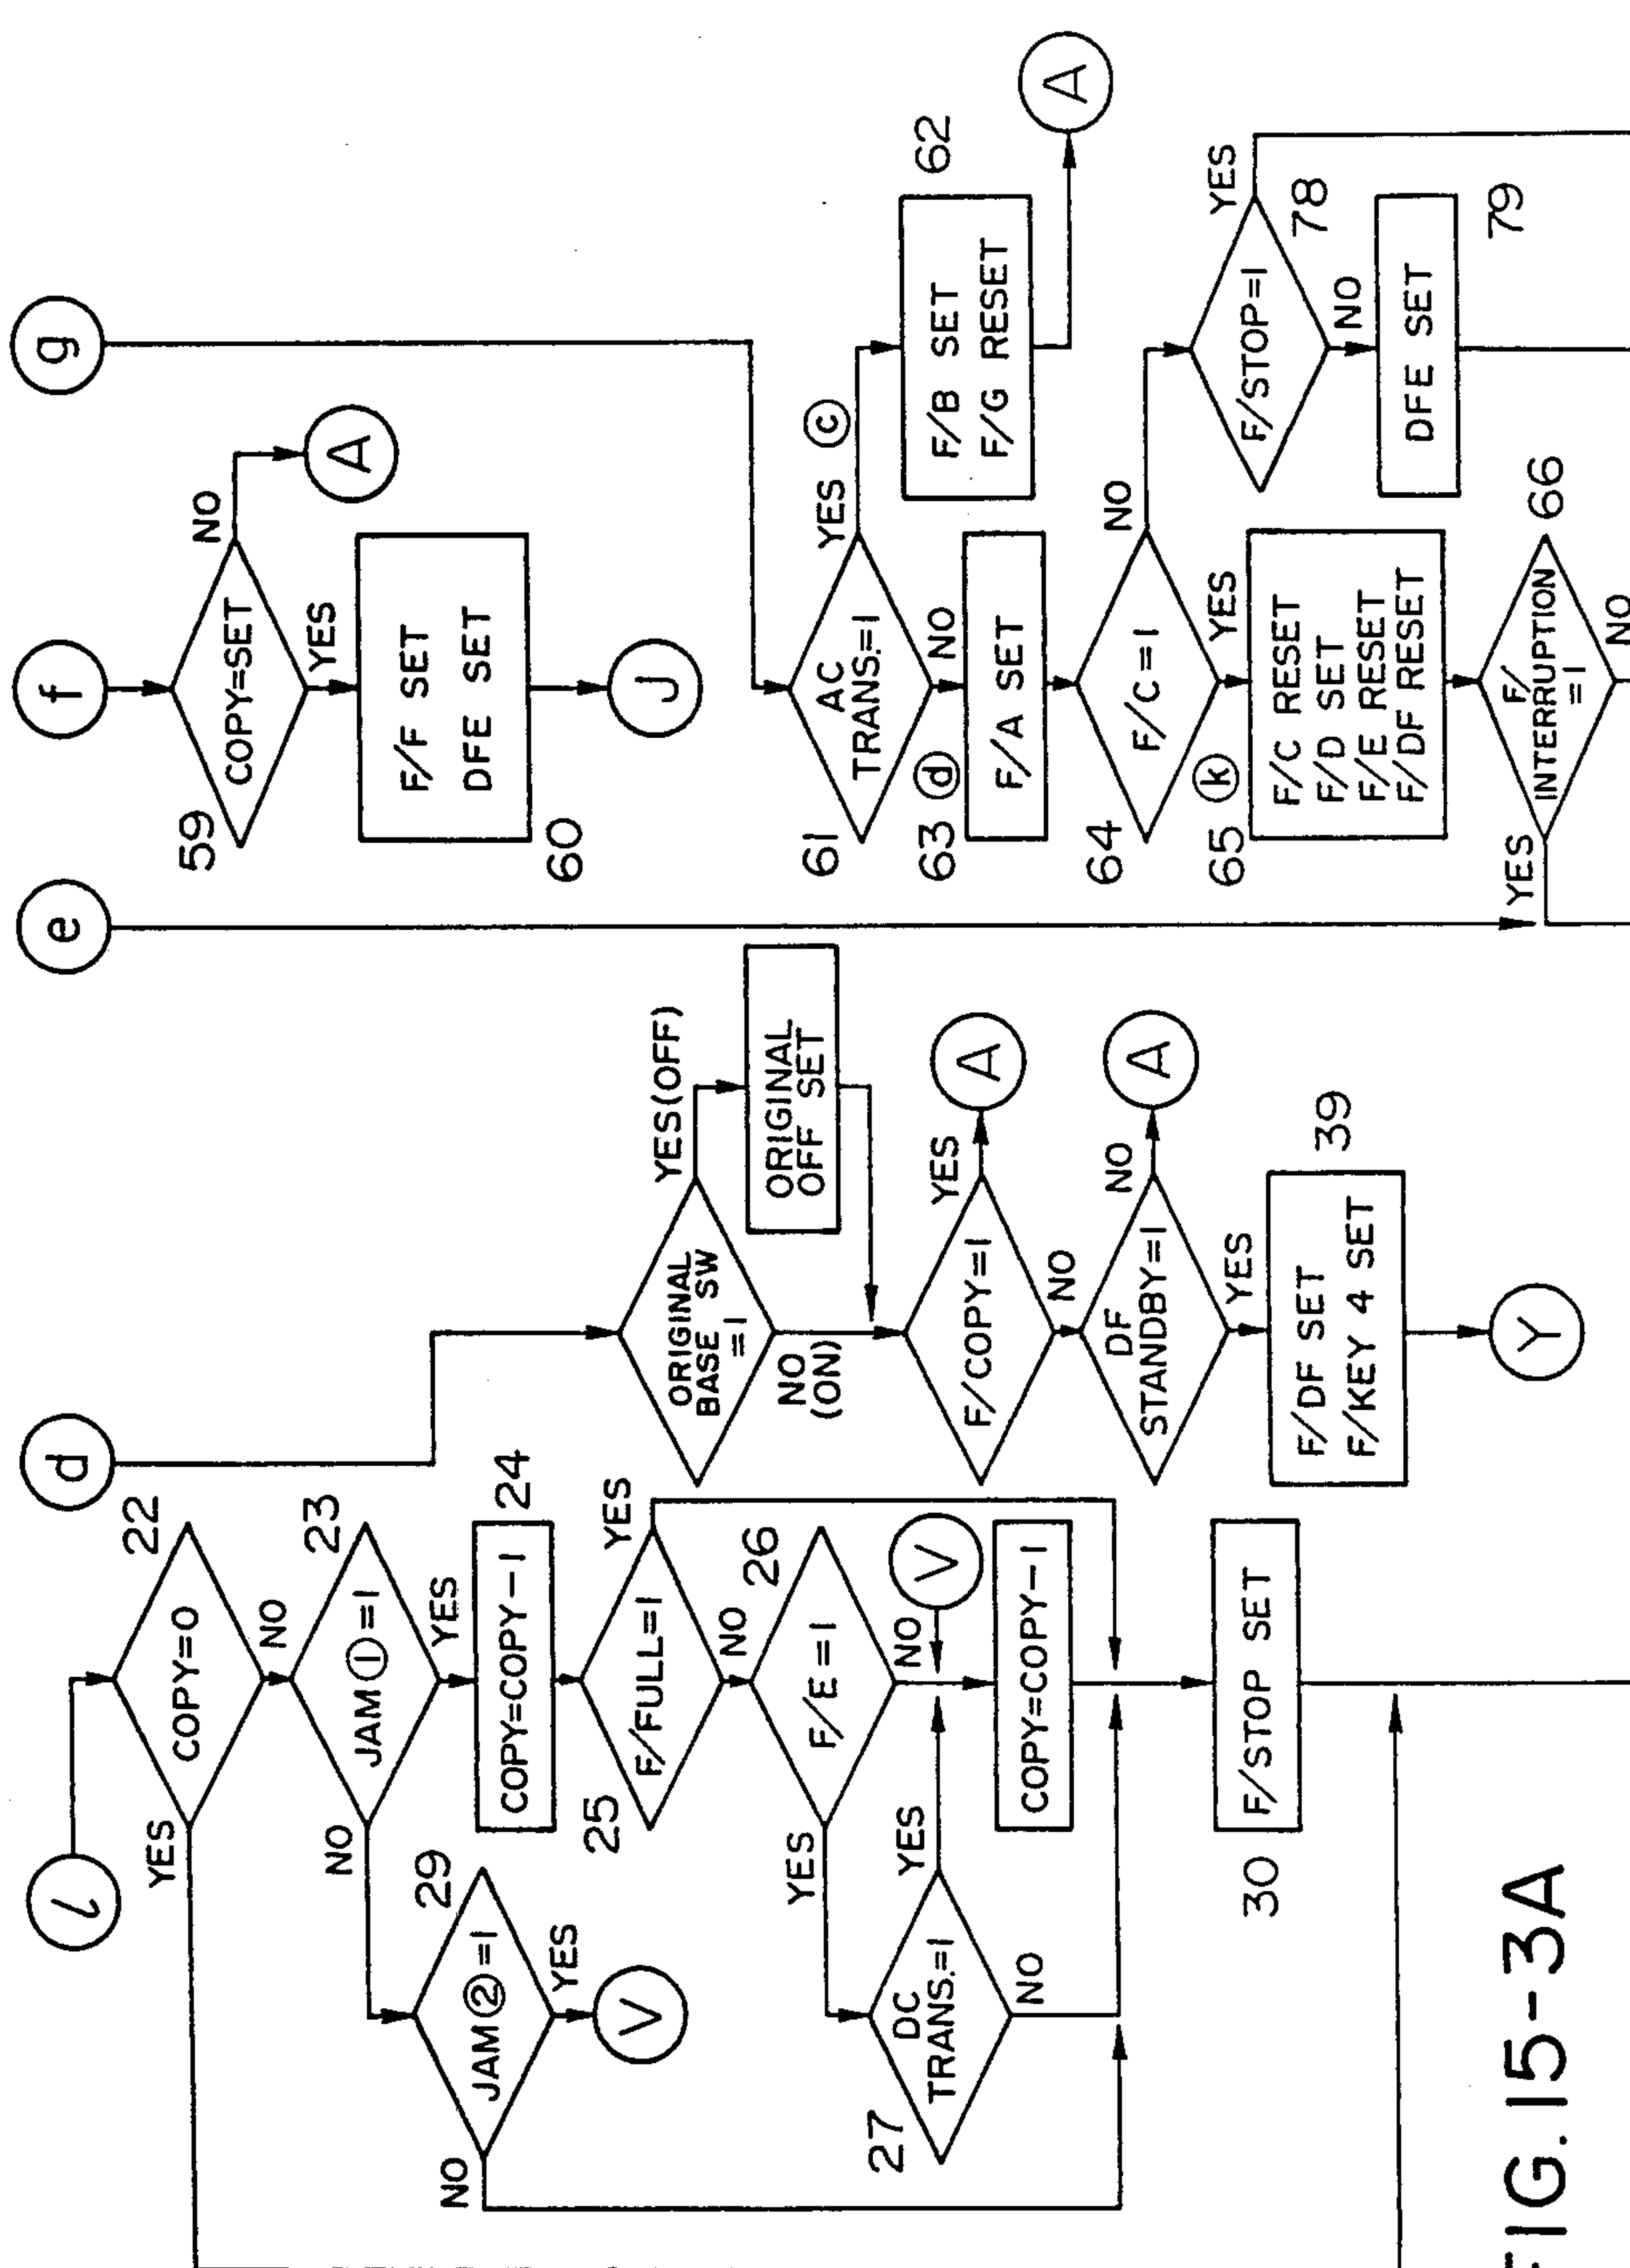 l
22
COPY=0
YES
NO
23
JAM①=1
NO
YES
29
JAM②=1
NO
YES
V
24
COPY=COPY-1
25
F/FULL=1
YES
NO
26
F/E=1
YES
NO
V
27
DC
TRANS.=1
YES
NO
COPY=COPY-1
30
F/STOP SET
d
ORIGINAL
BASE SW
=1
YES(OFF)
NO
(ON)
ORIGINAL
OFF SET
F/COPY=1
YES
A
NO
DF
STANDBY=1
NO
A
YES
39
F/DF SET
F/KEY 4 SET
Y
e
f
59
COPY=SET
NO
A
YES
60
F/F SET
DFE SET
J
g
61
AC
TRANS.=1
YES
c
NO
62
F/B SET
F/G RESET
A
63
d
F/A SET
64
F/C=1
NO
YES
65
k
F/C RESET
F/D SET
F/E RESET
F/DF RESET
66
F/
INTERRUPTION
=1
YES
NO
78
F/STOP=1
YES
NO
79
DFE SET
FIG. 15-3A